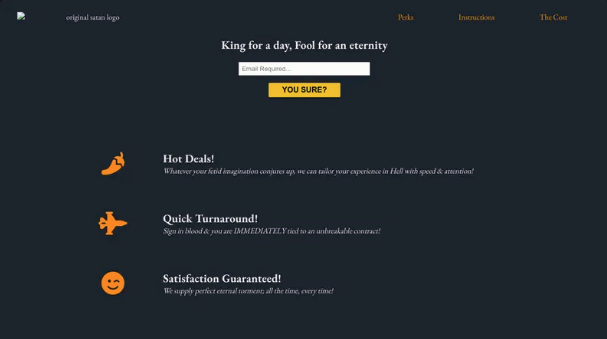 original satan logo
Perks
Instructions
The Cost
King for a day, Fool for an eternity
Email Required...
YOU SURE?
Hot Deals!
Whatever your fetid imagination conjures up, we can tailor your experience in Hell with speed & attention!
Quick Turnaround!
Sign in blood & you are IMMEDIATELY tied to an unbreakable contract!
Satisfaction Guaranteed!
We supply perfect eternal torment; all the time, every time!